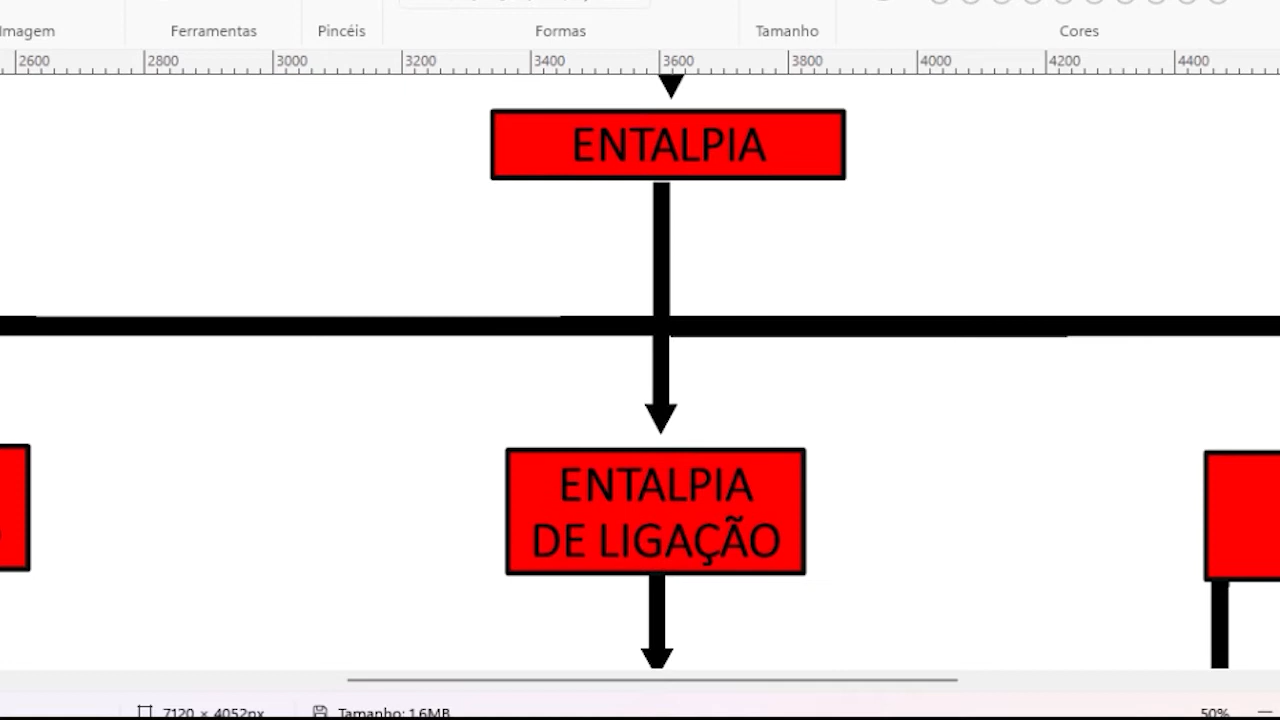 Imagem
Ferramentas
Pincéis
Formas
Tamanho
Cores
2600 2800 3000 3200 3400 3600 3800 4000 4200 4400
ENTALPIA
ENTALPIA
DE LIGAÇÃO
7120 × 4052px
Tamanho: 1.6MB
50%